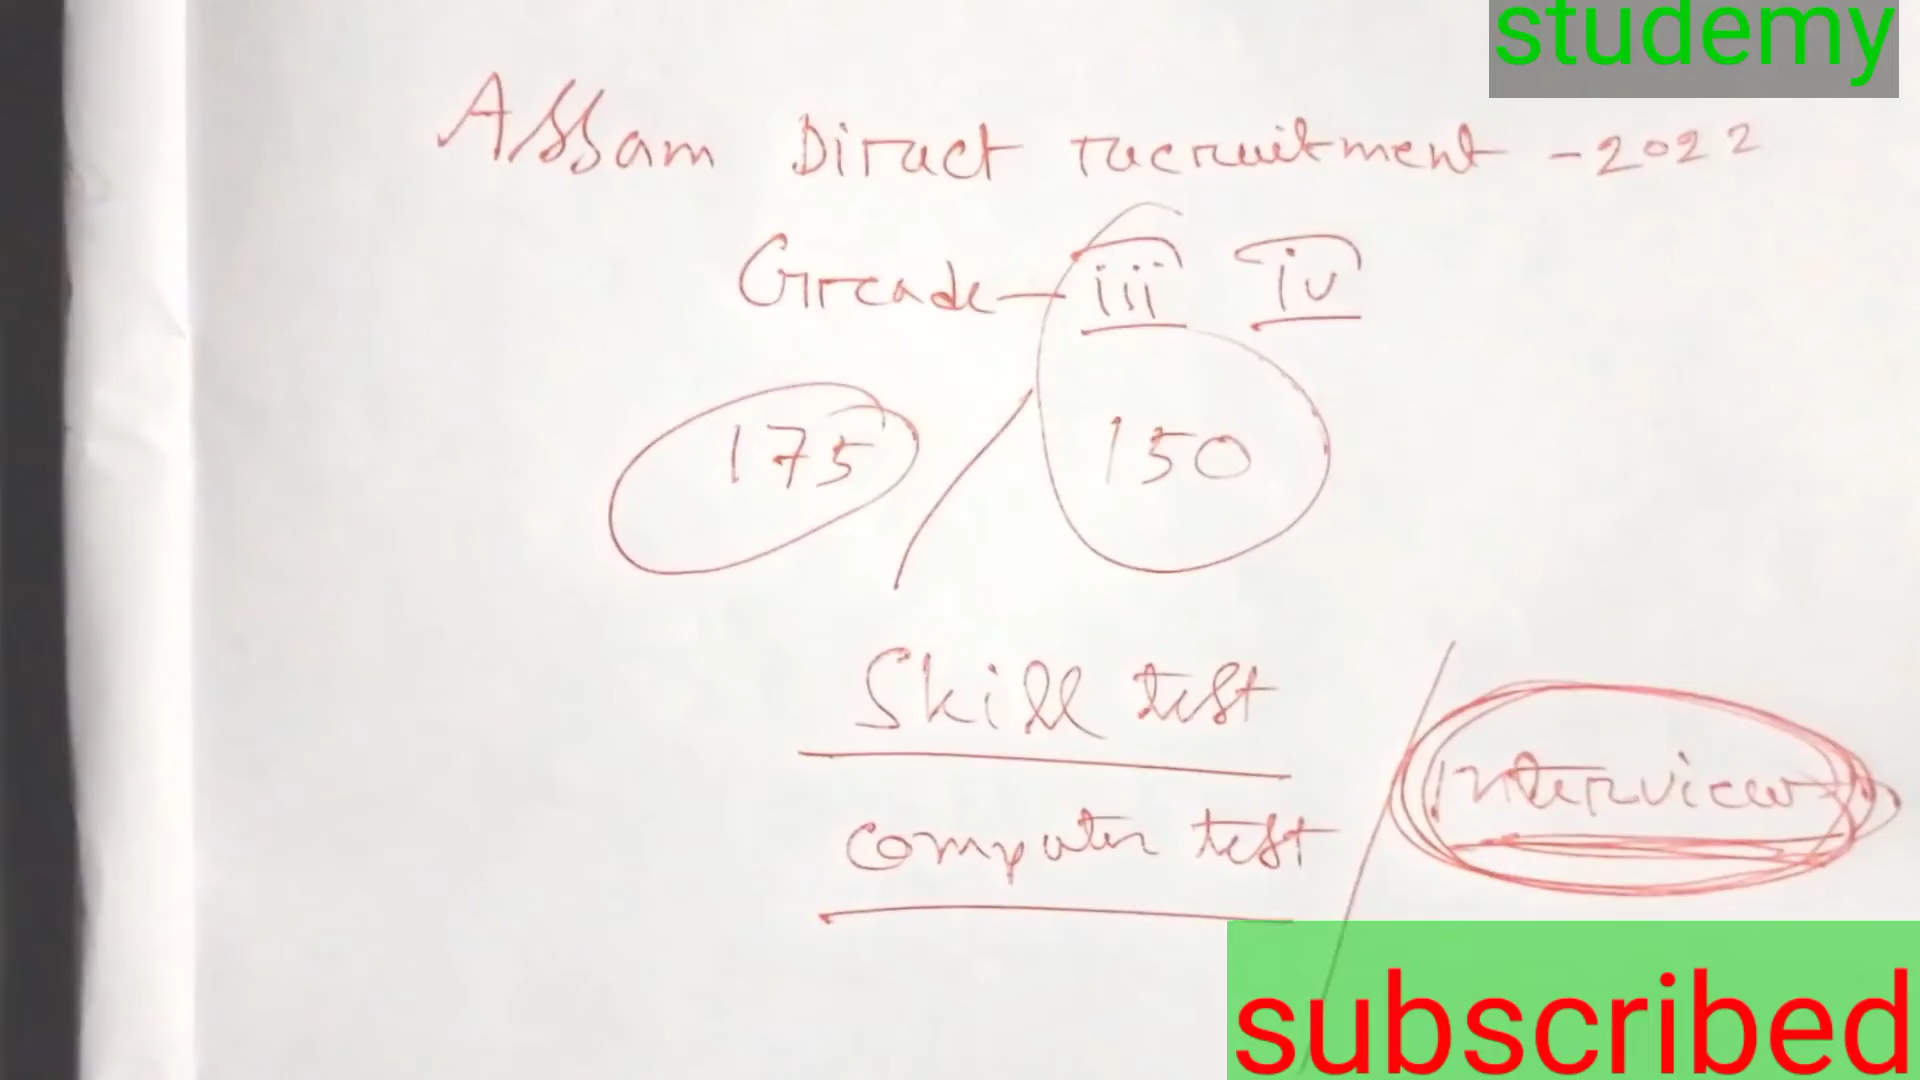 studemy
Assam Direct recruitment - 2022
Grade - iii iv
175 / 150
Skill test
computer test / interview
subscribed